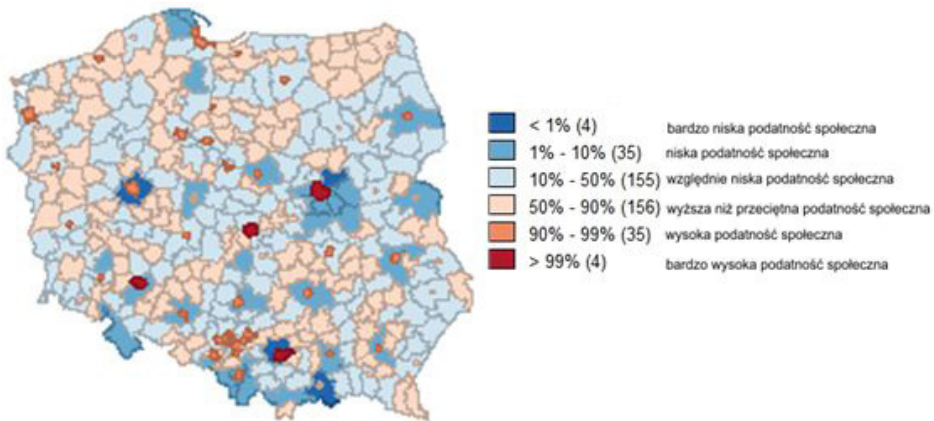 < 1% (4) bardzo niska podatność społeczna
1% - 10% (35) niska podatność społeczna
10% - 50% (155) względnie niska podatność społeczna
50% - 90% (156) wyższa niż przeciętna podatność społeczna
90% - 99% (35) wysoka podatność społeczna
> 99% (4) bardzo wysoka podatność społeczna